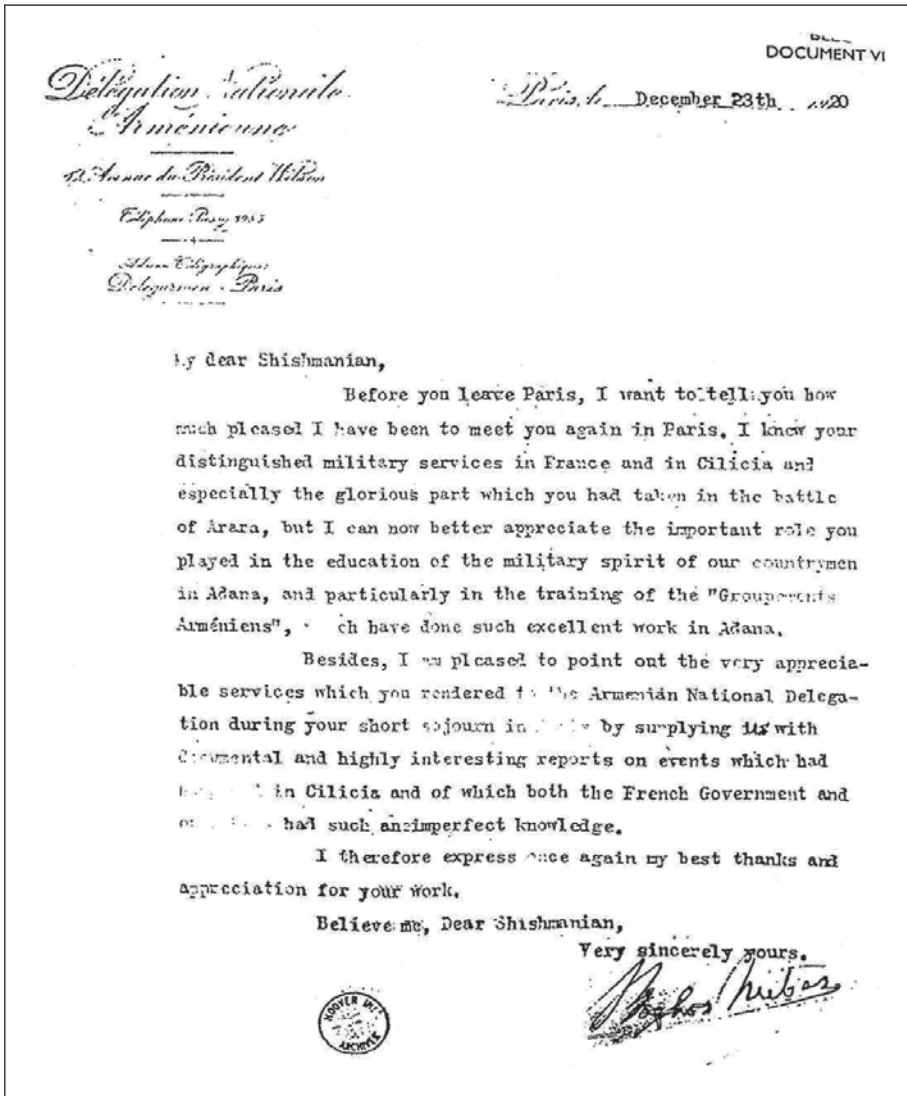 DOCUMENT VI
Délégation Nationale
Arménienne
Paris, le December 23th 1920
12, Avenue du Président Wilson
Téléphone: Passy
Adresse Télégraphique:
Delegarmen - Paris
My dear Shishmanian,
Before you leave Paris, I want to tell you how
much pleased I have been to meet you again in Paris. I knew your
distinguished military services in France and in Cilicia and
especially the glorious part which you had taken in the battle
of Arara, but I can now better appreciate the important role you
played in the education of the military spirit of our countrymen
in Adana, and particularly in the training of the "Groupements
Arméniens", ch have done such excellent work in Adana.
Besides, I am pleased to point out the very apprecia-
ble services which you rendered to the Armenian National Delega-
tion during your short sojourn in by supplying us with
documental and highly interesting reports on events which had
in Cilicia and of which both the French Government and
had such an imperfect knowledge.
I therefore express once again my best thanks and
appreciation for your work.
Believe me, Dear Shishmanian,
Very sincerely yours.
Boghos Nubar
HOOVER INST
ARCHIVES